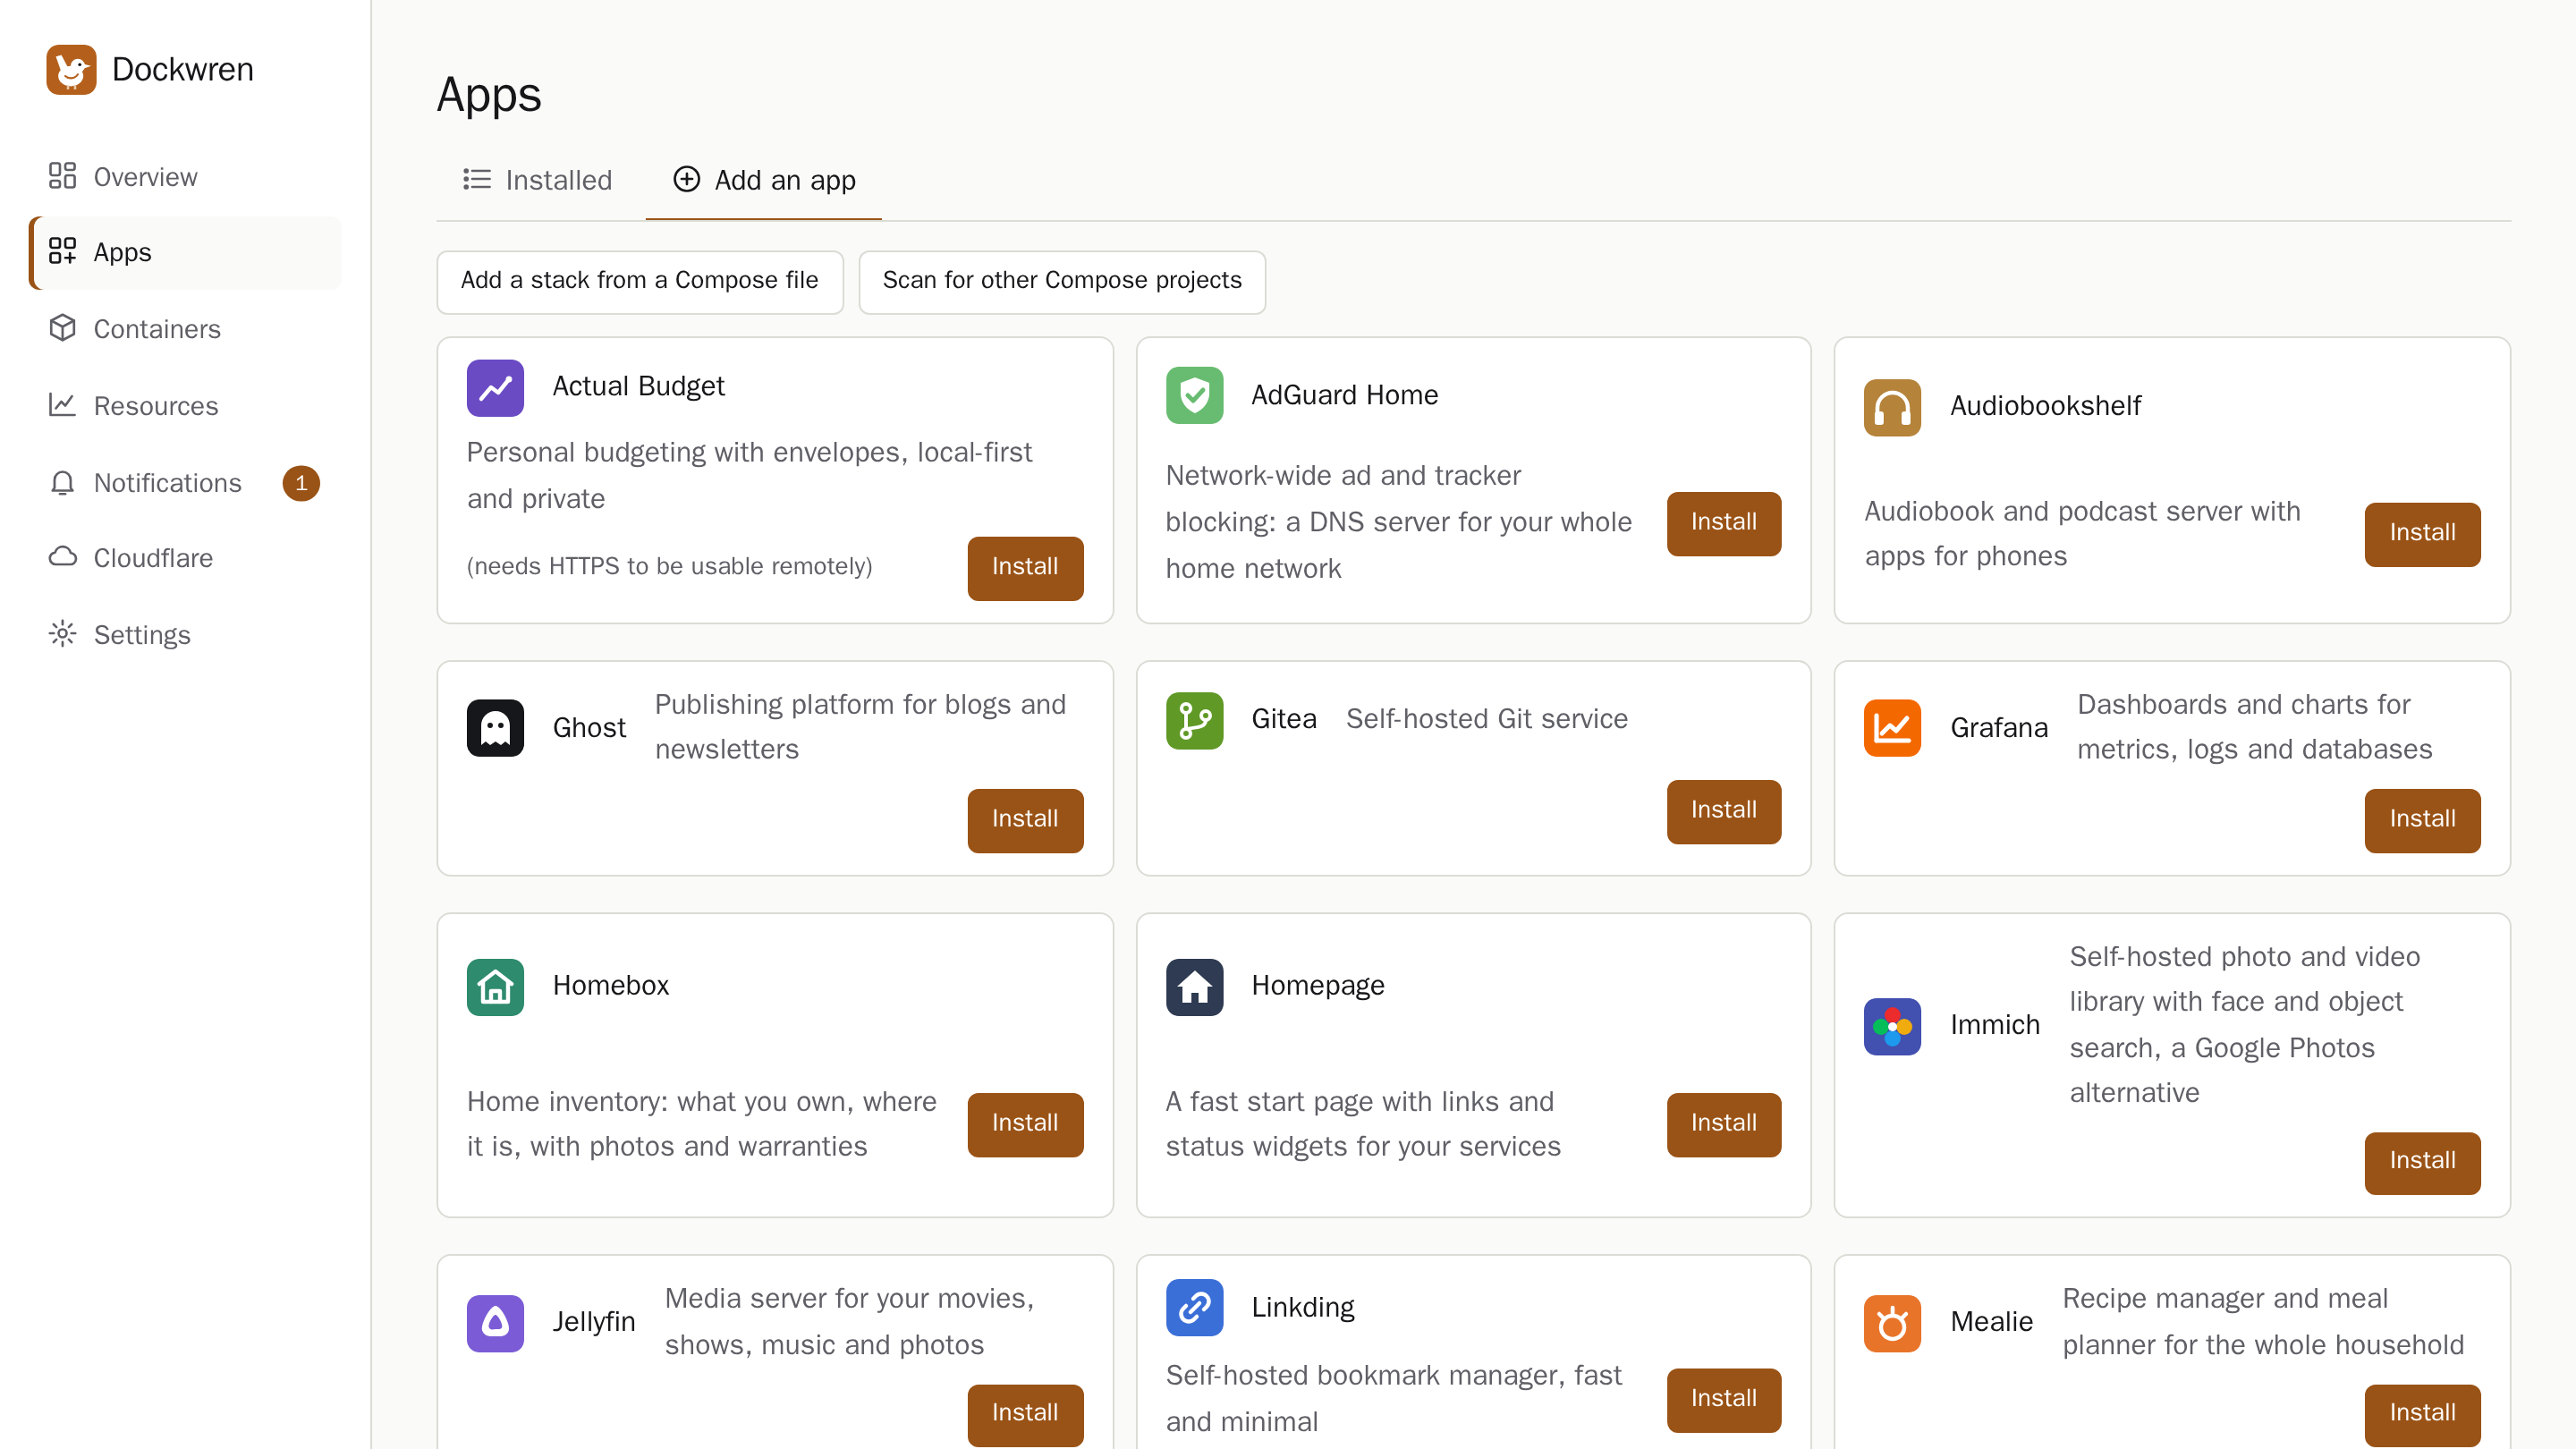 Dockwren
Overview
Apps
Containers
Resources
Notifications 1
Cloudflare
Settings
Apps
Installed
Add an app
Add a stack from a Compose file
Scan for other Compose projects
Actual Budget
Personal budgeting with envelopes, local-first
and private
(needs HTTPS to be usable remotely)
Install
AdGuard Home
Network-wide ad and tracker
blocking: a DNS server for your whole
home network
Install
Audiobookshelf
Audiobook and podcast server with
apps for phones
Install
Ghost
Publishing platform for blogs and
newsletters
Install
Gitea
Self-hosted Git service
Install
Grafana
Dashboards and charts for
metrics, logs and databases
Install
Homebox
Home inventory: what you own, where
it is, with photos and warranties
Install
Homepage
A fast start page with links and
status widgets for your services
Install
Immich
Self-hosted photo and video
library with face and object
search, a Google Photos
alternative
Install
Jellyfin
Media server for your movies,
shows, music and photos
Install
Linkding
Self-hosted bookmark manager, fast
and minimal
Install
Mealie
Recipe manager and meal
planner for the whole household
Install